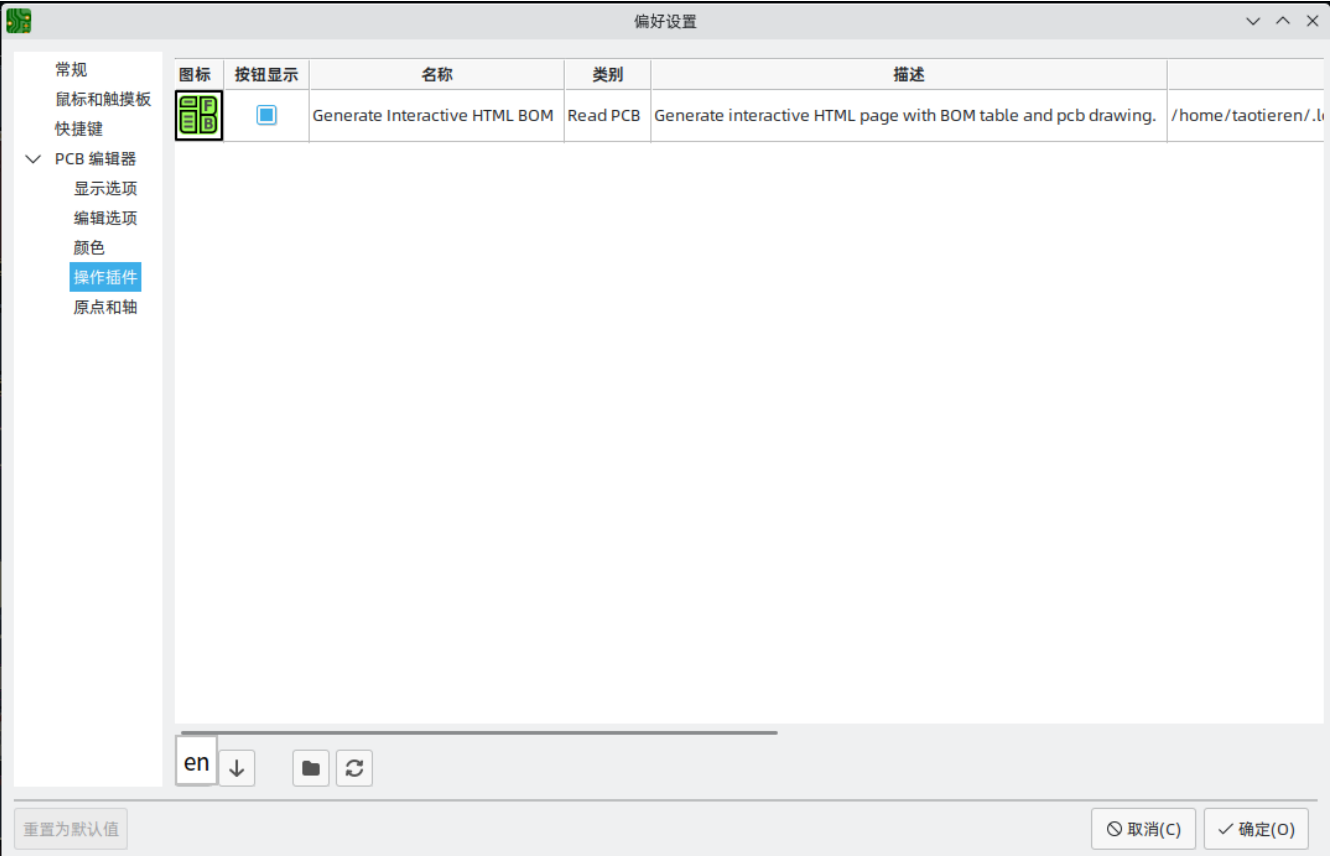 偏好设置
常规
鼠标和触摸板
快捷键
PCB 编辑器
显示选项
编辑选项
颜色
操作插件
原点和轴
图标 按钮显示 名称 类别 描述
F B Generate Interactive HTML BOM Read PCB Generate interactive HTML page with BOM table and pcb drawing. /home/taotieren/.l
en
重置为默认值 取消(C) 确定(O)